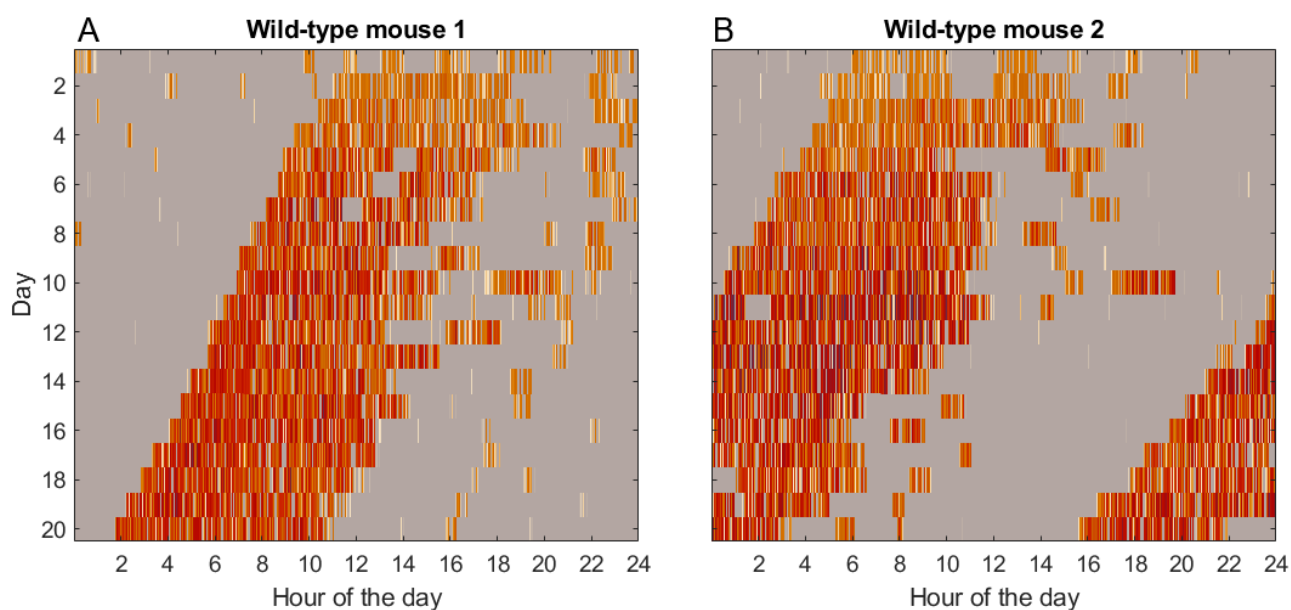 A
Wild-type mouse 1
B
Wild-type mouse 2
Day
2
4
6
8
10
12
14
16
18
20
2 4 6 8 10 12 14 16 18 20 22 24
2 4 6 8 10 12 14 16 18 20 22 24
Hour of the day
Hour of the day